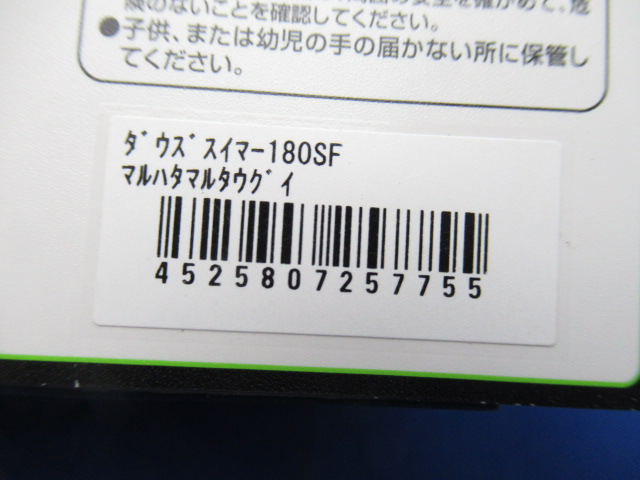 険のないことを確認してください。
●子供、または幼児の手の届かない所に保管し
てください。
ﾀﾞｳｽﾞｽｲﾏｰ180SF
ﾏﾙﾊﾀﾏﾙﾀｳｸﾞｲ
4525807257755